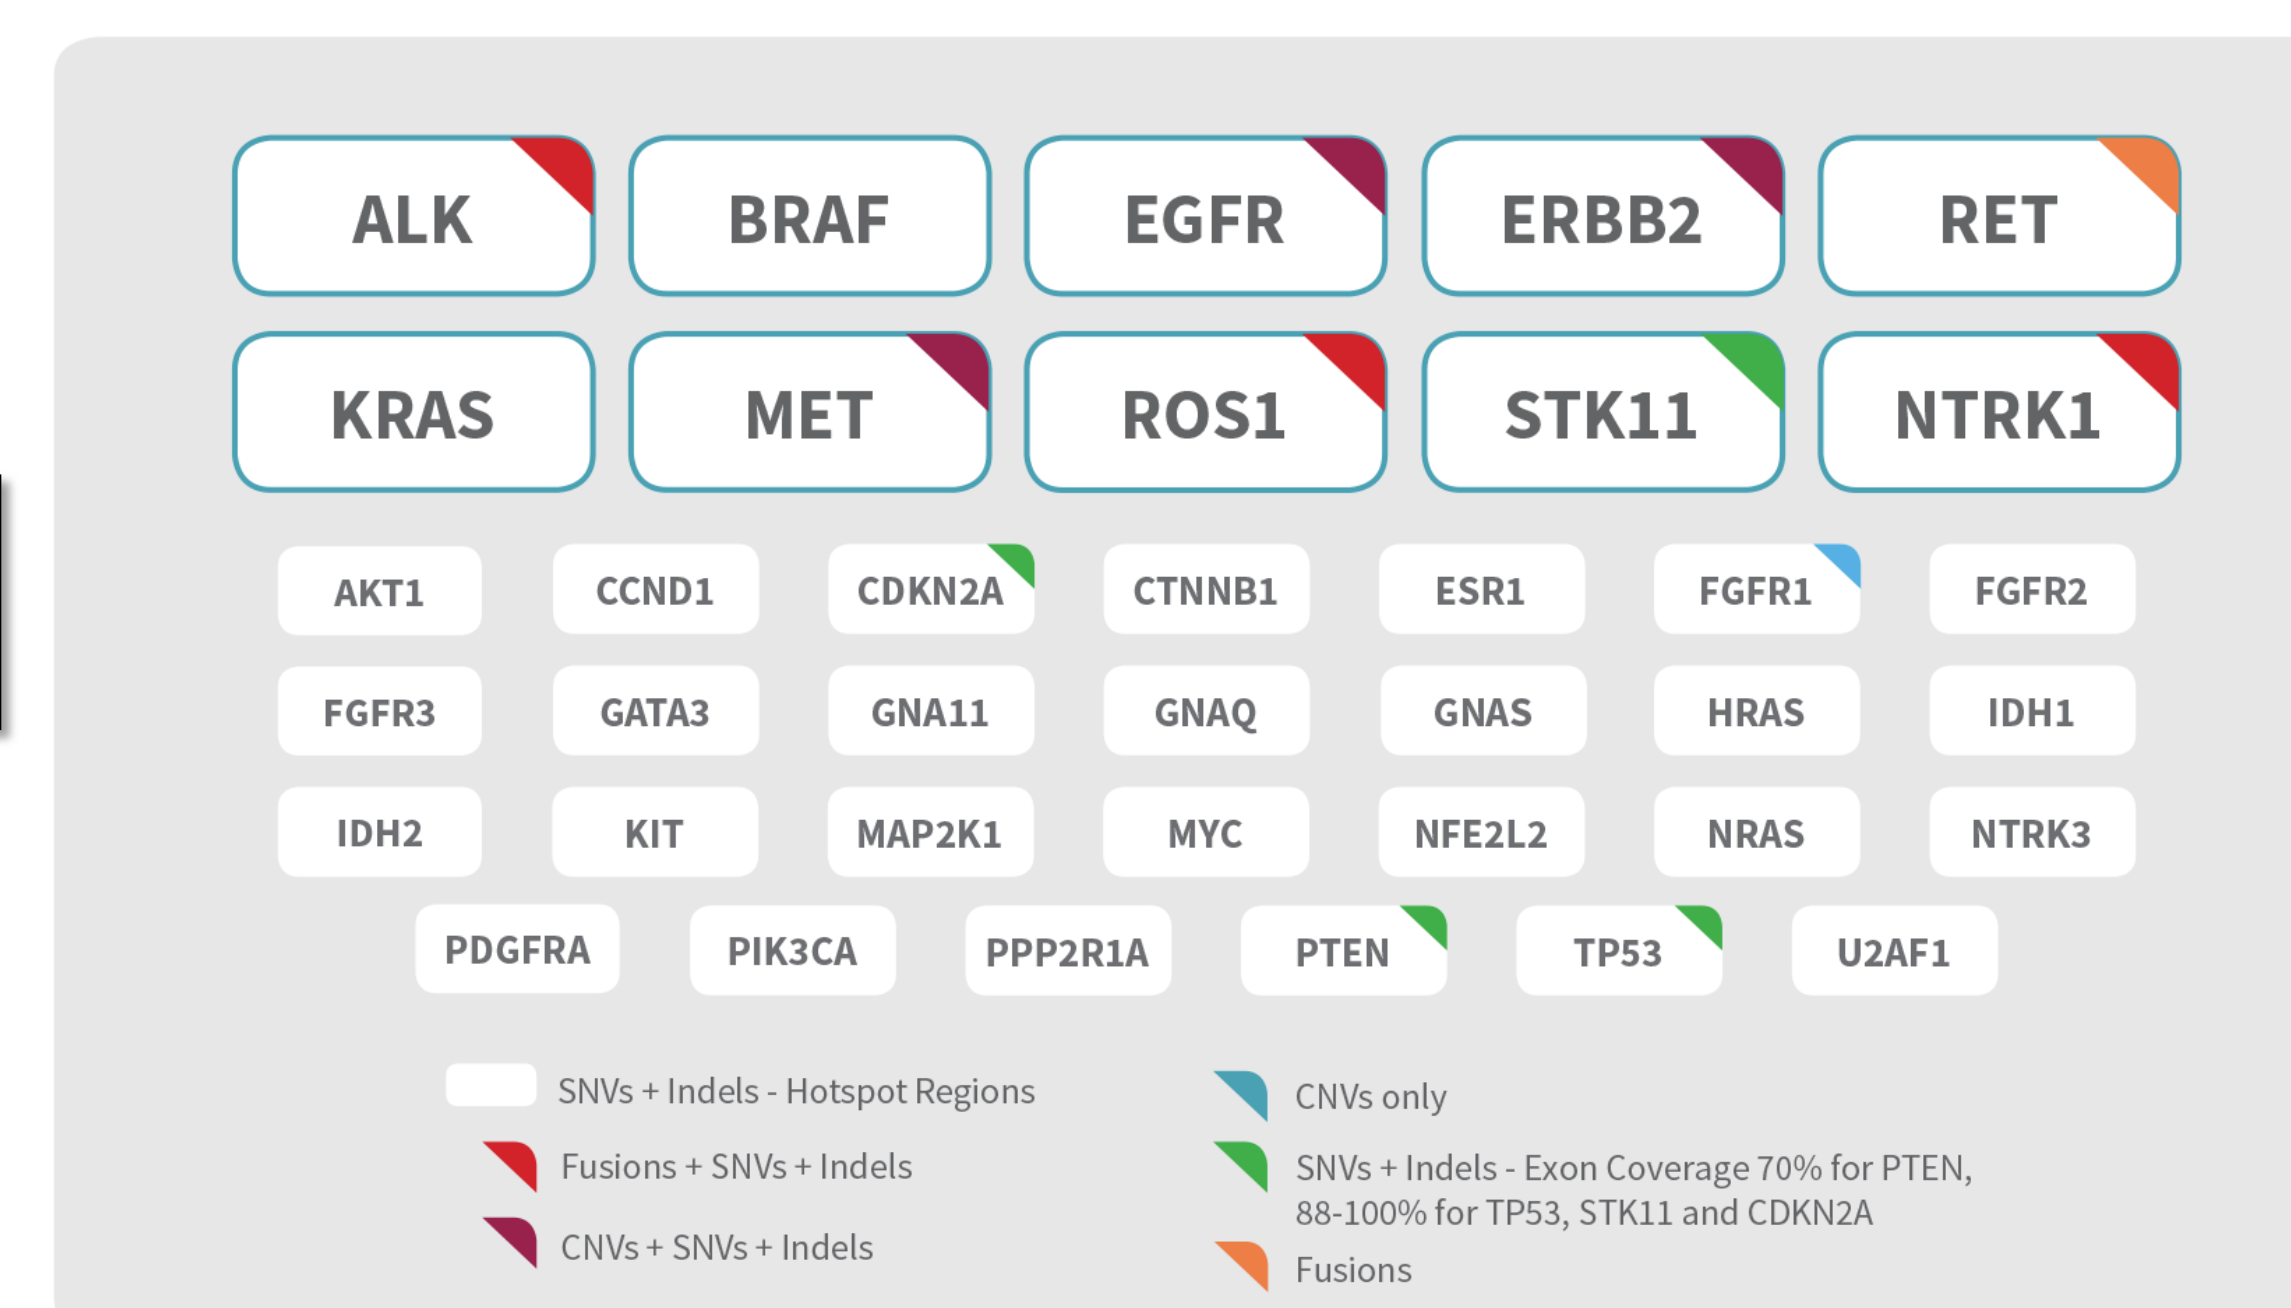 ALK BRAF EGFR ERBB2 RET
KRAS MET ROS1 STK11 NTRK1
AKT1 CCND1 CDKN2A CTNNB1 ESR1 FGFR1 FGFR2
FGFR3 GATA3 GNA11 GNAQ GNAS HRAS IDH1
IDH2 KIT MAP2K1 MYC NFE2L2 NRAS NTRK3
PDGFRA PIK3CA PPP2R1A PTEN TP53 U2AF1
SNVs + Indels - Hotspot Regions
Fusions + SNVs + Indels
CNVs + SNVs + Indels
CNVs only
SNVs + Indels - Exon Coverage 70% for PTEN,
88-100% for TP53, STK11 and CDKN2A
Fusions